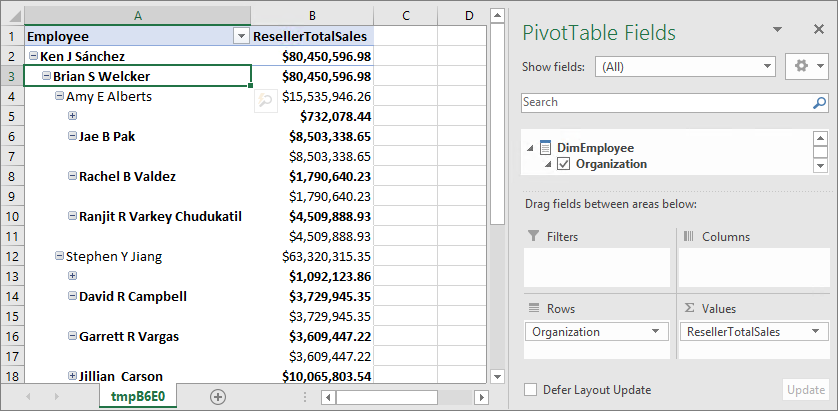 A B C D
1 Employee ResellerTotalSales
2 Ken J Sánchez $80,450,596.98
3 Brian S Welcker $80,450,596.98
4 Amy E Alberts $15,535,946.26
5 $732,078.44
6 Jae B Pak $8,503,338.65
7 $8,503,338.65
8 Rachel B Valdez $1,790,640.23
9 $1,790,640.23
10 Ranjit R Varkey Chudukatil $4,509,888.93
11 $4,509,888.93
12 Stephen Y Jiang $63,320,315.35
13 $1,092,123.86
14 David R Campbell $3,729,945.35
15 $3,729,945.35
16 Garrett R Vargas $3,609,447.22
17 $3,609,447.22
18 Jillian Carson $10,065,803.54
tmpB6E0
PivotTable Fields
Show fields: (All)
Search
DimEmployee
Organization
Drag fields between areas below:
Filters Columns
Rows Values
Organization ResellerTotalSales
Defer Layout Update Update